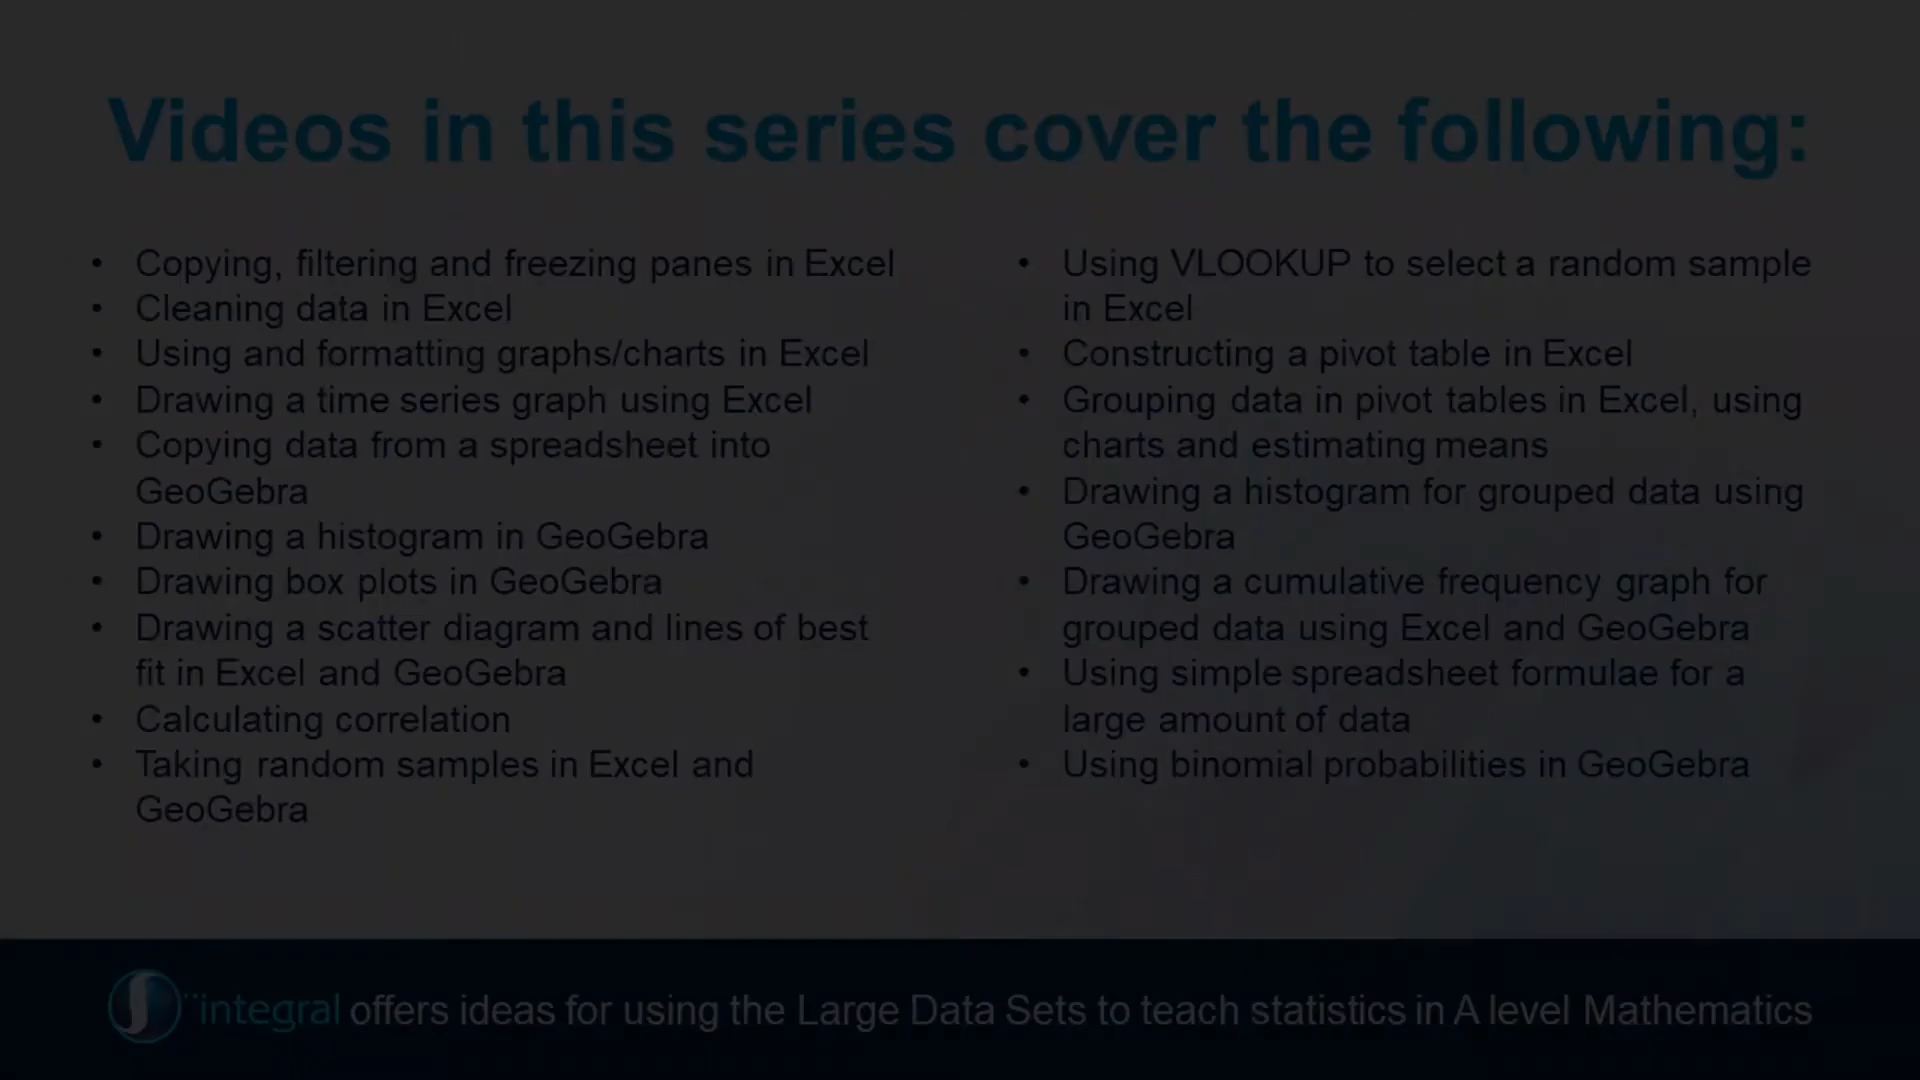 Videos in this series cover the following:
• Copying, filtering and freezing panes in Excel
• Cleaning data in Excel
• Using and formatting graphs/charts in Excel
• Drawing a time series graph using Excel
• Copying data from a spreadsheet into
GeoGebra
• Drawing a histogram in GeoGebra
• Drawing box plots in GeoGebra
• Drawing a scatter diagram and lines of best
fit in Excel and GeoGebra
• Calculating correlation
• Taking random samples in Excel and
GeoGebra
• Using VLOOKUP to select a random sample
in Excel
• Constructing a pivot table in Excel
• Grouping data in pivot tables in Excel, using
charts and estimating means
• Drawing a histogram for grouped data using
GeoGebra
• Drawing a cumulative frequency graph for
grouped data using Excel and GeoGebra
• Using simple spreadsheet formulae for a
large amount of data
• Using binomial probabilities in GeoGebra
integral offers ideas for using the Large Data Sets to teach statistics in A level Mathematics